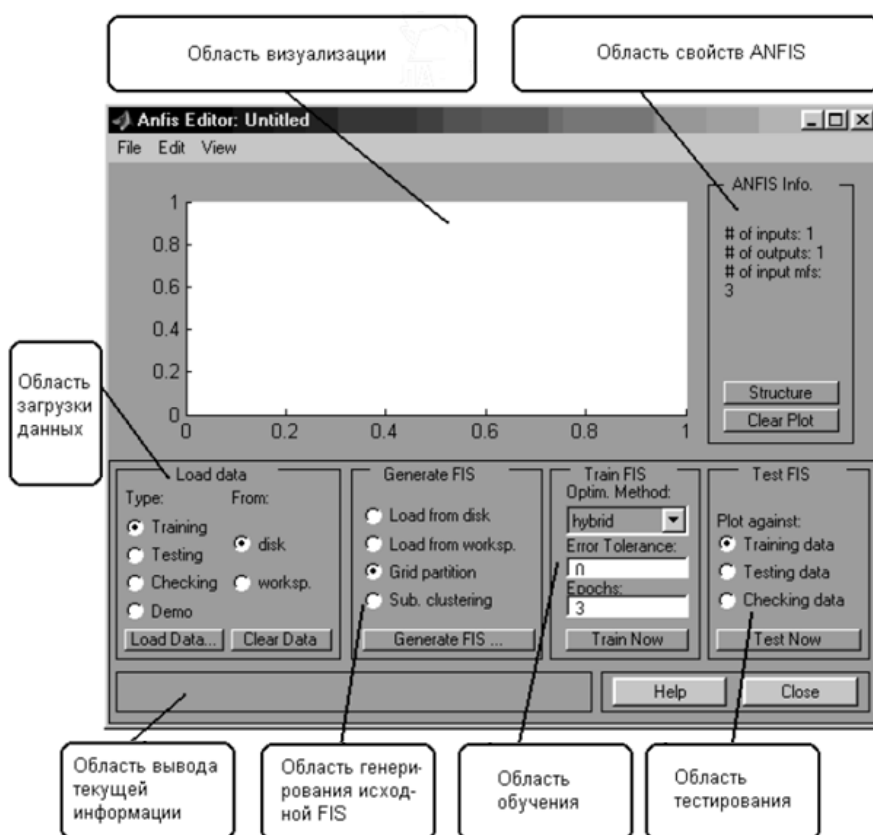 Область визуализации
Область свойств ANFIS
Anfis Editor: Untitled
File Edit View
ANFIS Info.
# of inputs: 1
# of outputs: 1
# of input mfs:
3
1
0.8
0.6
0.4
0.2
0
0 0.2 0.4 0.6 0.8 1
Structure
Clear Plot
Область
загрузки
данных
Load data
Type: From:
Training
Testing
Checking
Demo
disk
worksp.
Load Data... Clear Data
Generate FIS
Load from disk
Load from worksp.
Grid partition
Sub. clustering
Generate FIS ...
Train FIS
Optim. Method:
hybrid
Error Tolerance:
0
Epochs:
3
Train Now
Test FIS
Plot against:
Training data
Testing data
Checking data
Test Now
Help Close
Область вывода
текущей
информации
Область генери-
рования исход-
ной FIS
Область
обучения
Область
тестирования